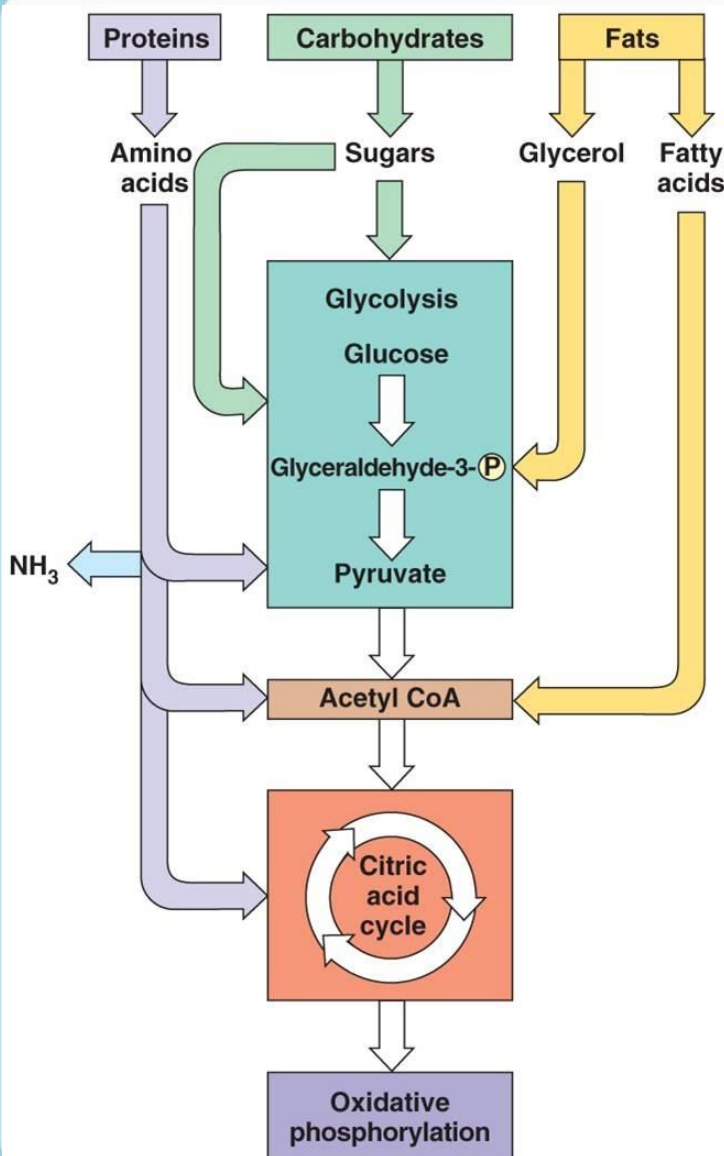 Proteins
Carbohydrates
Fats
Amino
acids
Sugars
Glycerol
Fatty
acids
Glycolysis
Glucose
Glyceraldehyde-3-P
NH3
Pyruvate
Acetyl CoA
Citric
acid
cycle
Oxidative
phosphorylation